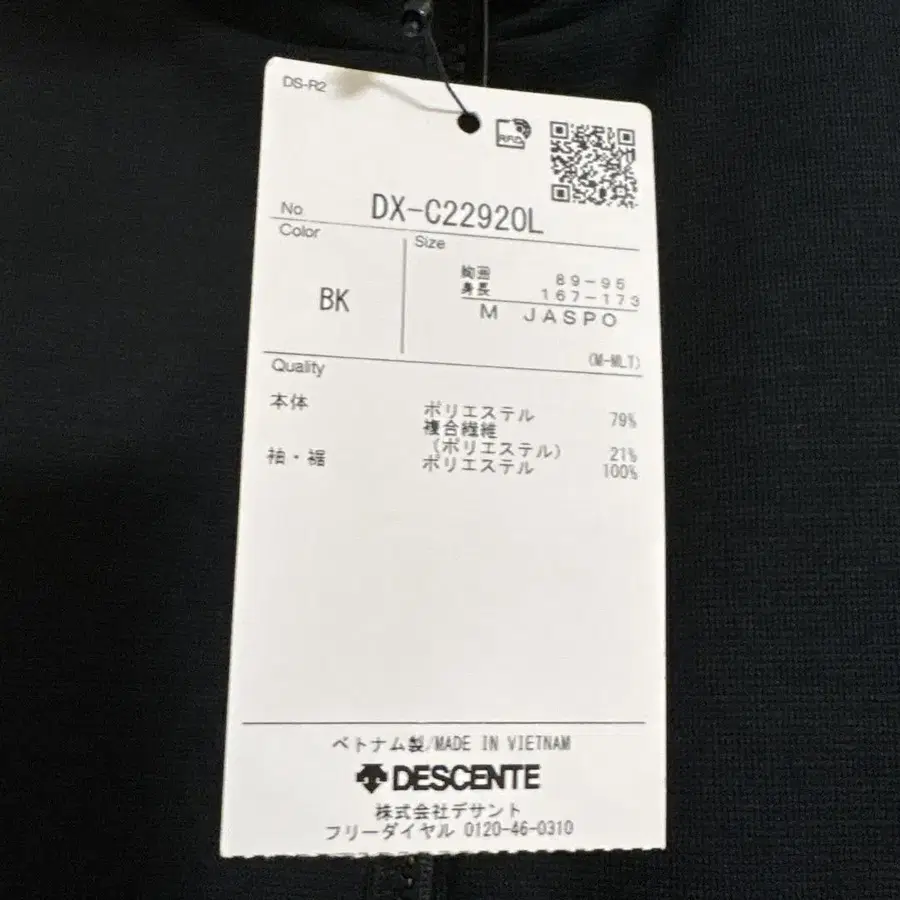 DS-R2
RFID
No DX-C22920L
Color
Size
BK
胸囲 89-95
身長 167-173
M JASPO
(M-MLT)
Quality
本体 ポリエステル 79%
複合繊維
(ポリエステル) 21%
袖・裾 ポリエステル 100%
ベトナム製/MADE IN VIETNAM
DESCENTE
株式会社デサント
フリーダイヤル 0120-46-0310